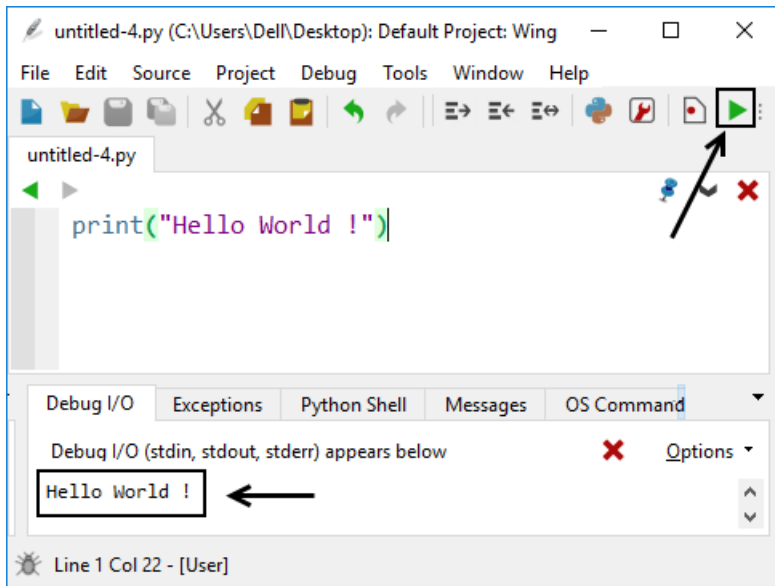 untitled-4.py (C:\Users\Dell\Desktop): Default Project: Wing
File Edit Source Project Debug Tools Window Help
untitled-4.py
print("Hello World !")
Debug I/O Exceptions Python Shell Messages OS Command
Debug I/O (stdin, stdout, stderr) appears below Options
Hello World !
Line 1 Col 22 - [User]